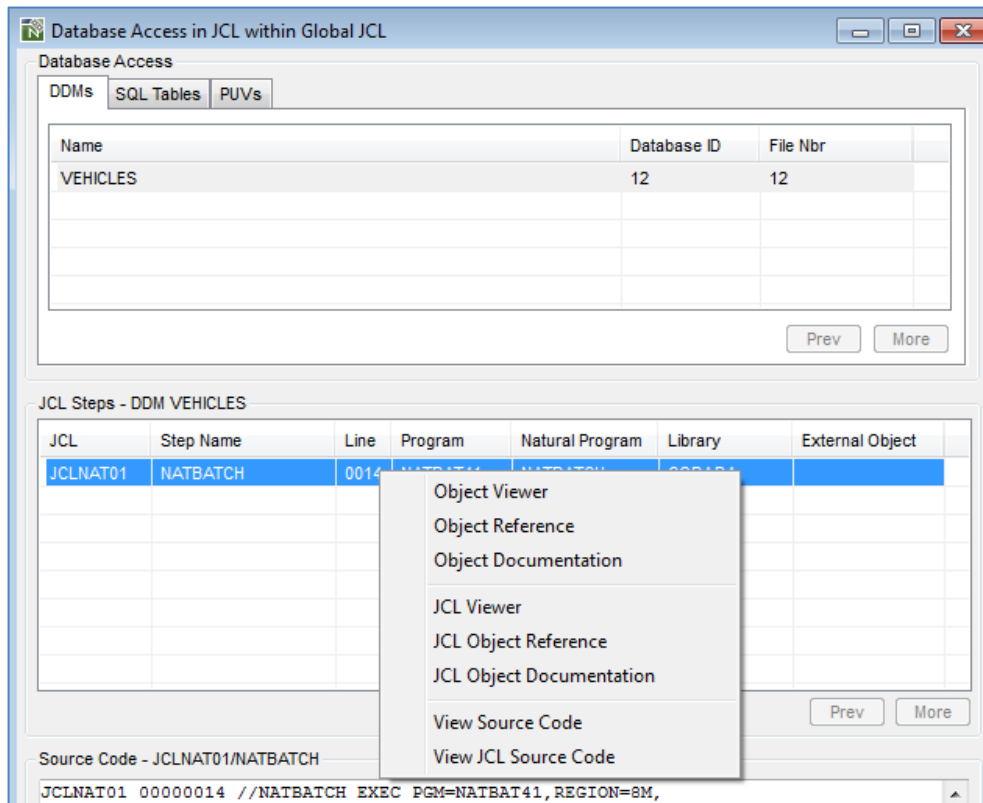 Database Access in JCL within Global JCL
Database Access
DDMs SQL Tables PUVs
Name Database ID File Nbr
VEHICLES 12 12
Prev More
JCL Steps - DDM VEHICLES
JCL Step Name Line Program Natural Program Library External Object
JCLNAT01 NATBATCH 0014
Object Viewer
Object Reference
Object Documentation
JCL Viewer
JCL Object Reference
JCL Object Documentation
View Source Code
View JCL Source Code
Prev More
Source Code - JCLNAT01/NATBATCH
JCLNAT01 00000014 //NATBATCH EXEC PGM=NATBAT41,REGION=8M,